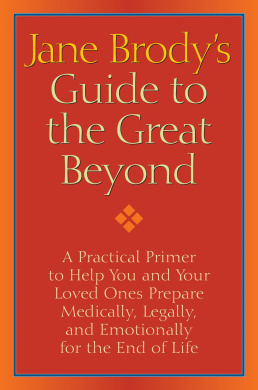 Jane Brody's
Guide to
the Great
Beyond
A Practical Primer
to Help You and Your
Loved Ones Prepare
Medically, Legally,
and Emotionally
for the End of Life